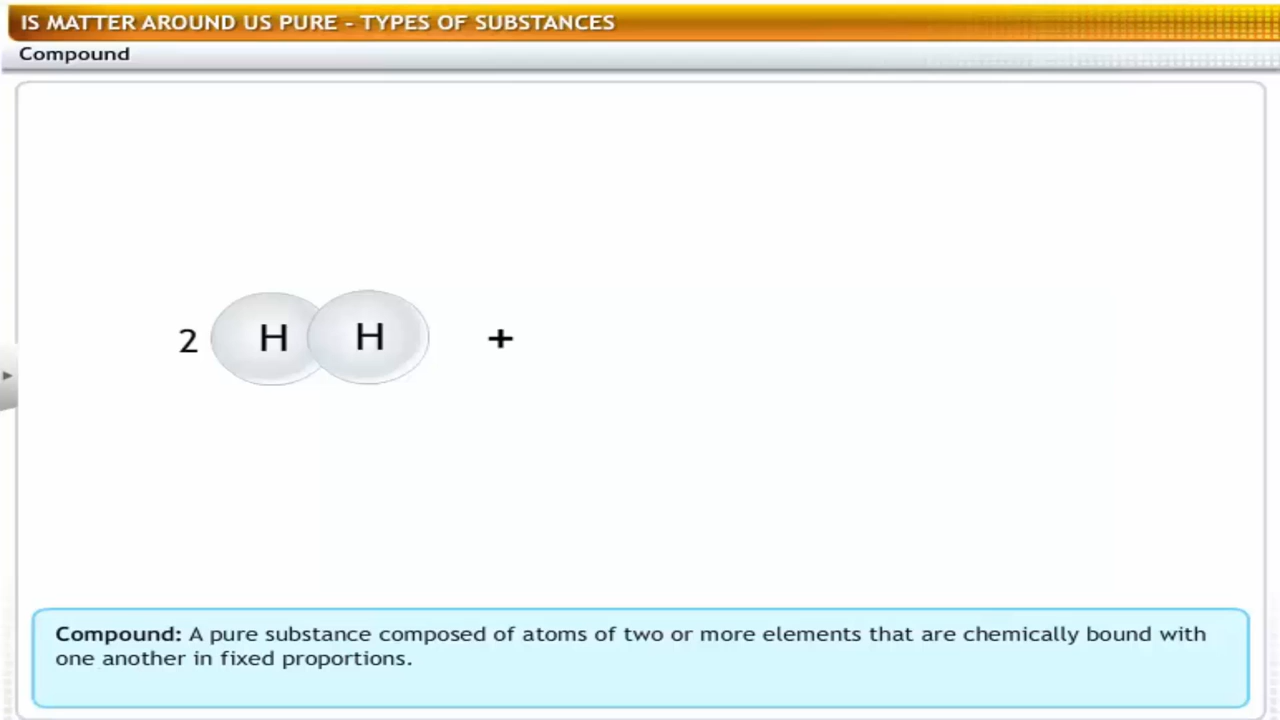 IS MATTER AROUND US PURE - TYPES OF SUBSTANCES
Compound
2 H H +
Compound: A pure substance composed of atoms of two or more elements that are chemically bound with
one another in fixed proportions.